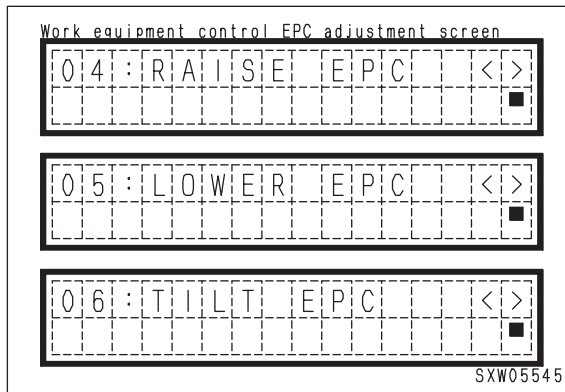 Work equipment control EPC adjustment screen
04:RAISE EPC <>
■
05:LOWER EPC <>
■
06:TILT EPC <>
■
SXW05545